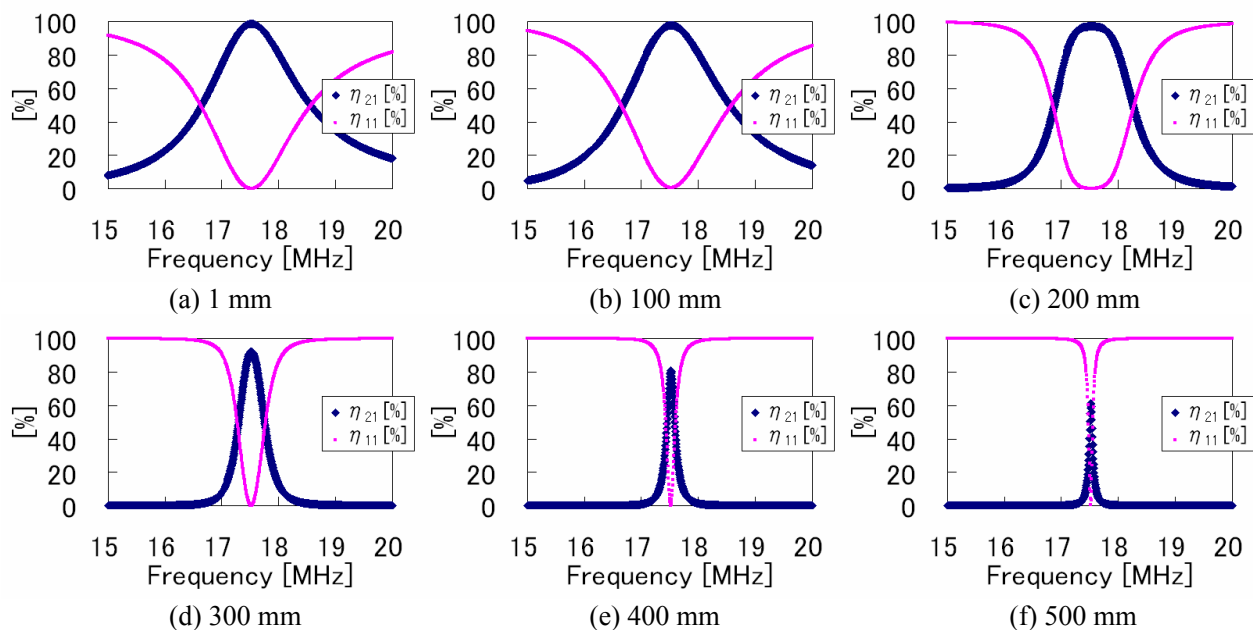 100
80
60
40
20
0
[%]
η21[%]
η11[%]
15 16 17 18 19 20
Frequency [MHz]
(a) 1 mm
100
80
60
40
20
0
[%]
η21[%]
η11[%]
15 16 17 18 19 20
Frequency [MHz]
(b) 100 mm
100
80
60
40
20
0
[%]
η21[%]
η11[%]
15 16 17 18 19 20
Frequency [MHz]
(c) 200 mm
100
80
60
40
20
0
[%]
η21[%]
η11[%]
15 16 17 18 19 20
Frequency [MHz]
(d) 300 mm
100
80
60
40
20
0
[%]
η21[%]
η11[%]
15 16 17 18 19 20
Frequency [MHz]
(e) 400 mm
100
80
60
40
20
0
[%]
η21[%]
η11[%]
15 16 17 18 19 20
Frequency [MHz]
(f) 500 mm